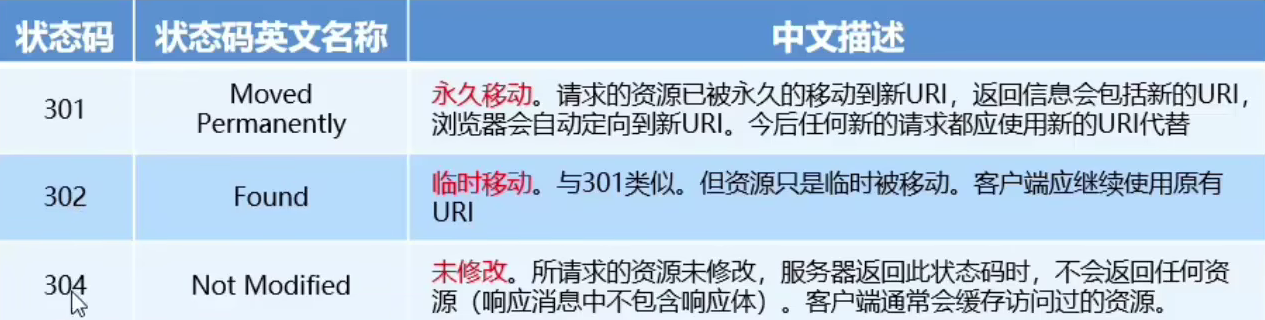 状态码 状态码英文名称 中文描述
301 Moved Permanently 永久移动。请求的资源已被永久的移动到新URI，返回信息会包括新的URI，
浏览器会自动定向到新URI。今后任何新的请求都应使用新的URI代替
302 Found 临时移动。与301类似。但资源只是临时被移动。客户端应继续使用原有
URI
304 Not Modified 未修改。所请求的资源未修改，服务器返回此状态码时，不会返回任何资
源（响应消息中不包含响应体）。客户端通常会缓存访问过的资源。